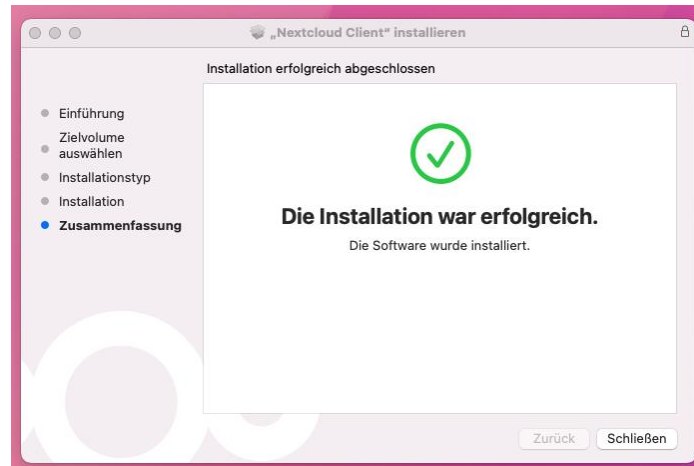 „Nextcloud Client" installieren
Installation erfolgreich abgeschlossen
Einführung
Zielvolume
auswählen
Installationstyp
Installation
Zusammenfassung
Die Installation war erfolgreich.
Die Software wurde installiert.
Zurück
Schließen